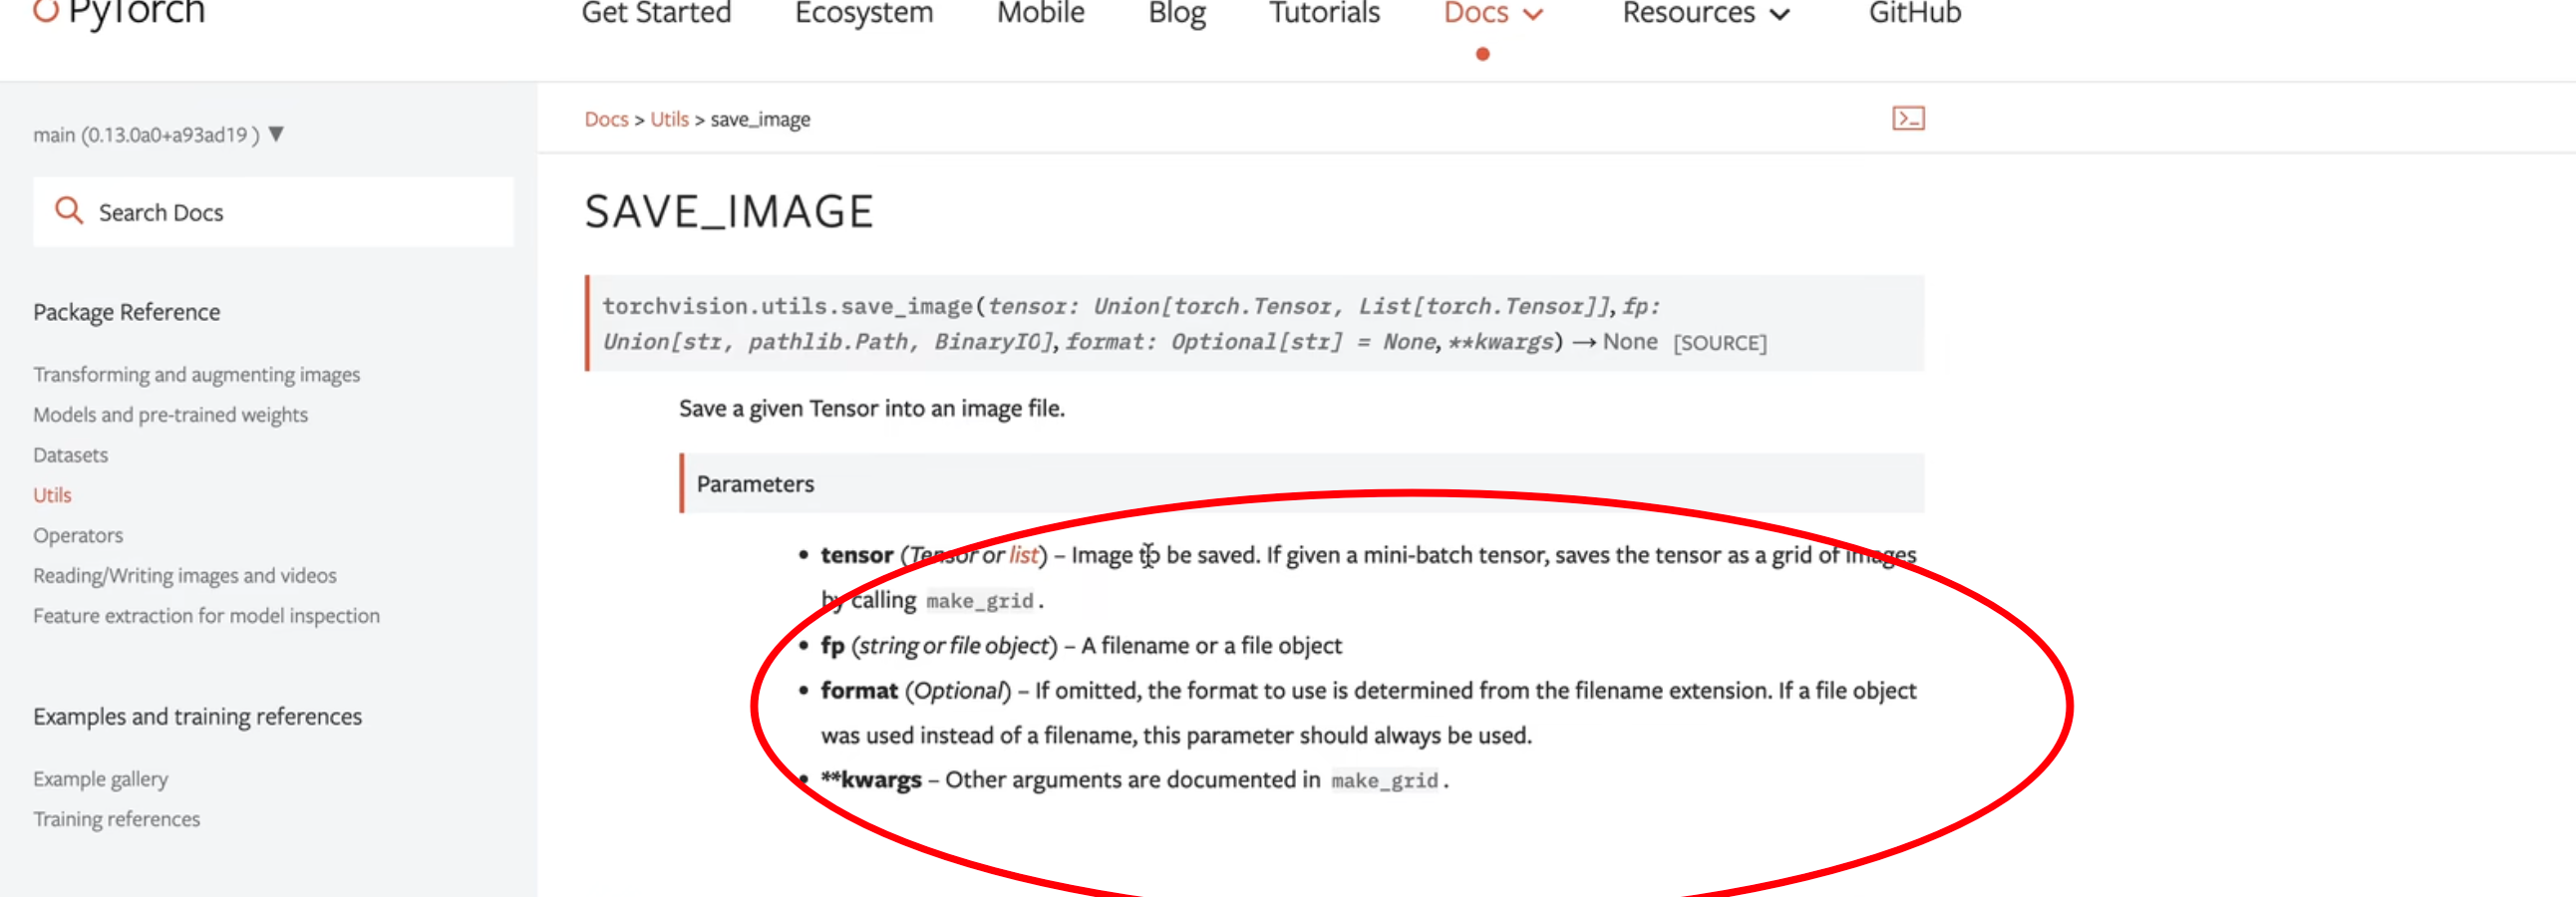 PyTorch
Get Started Ecosystem Mobile Blog Tutorials Docs Resources GitHub
main (0.13.0a0+a93ad19 ) ▼
Search Docs
Package Reference
Transforming and augmenting images
Models and pre-trained weights
Datasets
Utils
Operators
Reading/Writing images and videos
Feature extraction for model inspection
Examples and training references
Example gallery
Training references
Docs > Utils > save_image
SAVE_IMAGE
torchvision.utils.save_image(tensor: Union[torch.Tensor, List[torch.Tensor]], fp:
Union[str, pathlib.Path, BinaryIO], format: Optional[str] = None, **kwargs) → None [SOURCE]
Save a given Tensor into an image file.
Parameters
• tensor (Tensor or list) – Image to be saved. If given a mini-batch tensor, saves the tensor as a grid of images
by calling make_grid.
• fp (string or file object) – A filename or a file object
• format (Optional) – If omitted, the format to use is determined from the filename extension. If a file object
was used instead of a filename, this parameter should always be used.
• **kwargs – Other arguments are documented in make_grid.